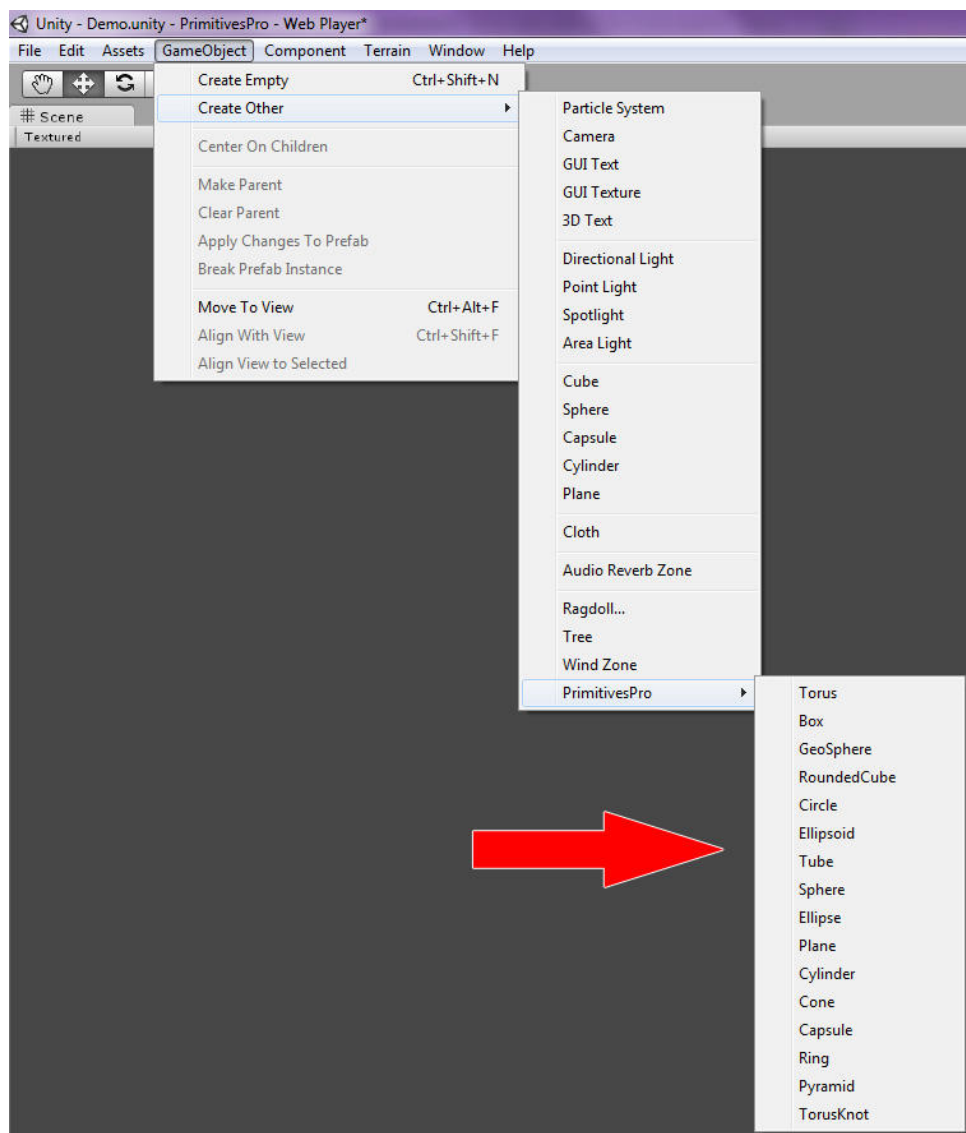 Unity - Demo.unity - PrimitivesPro - Web Player*
File Edit Assets GameObject Component Terrain Window Help
# Scene
Textured
Create Empty Ctrl+Shift+N
Create Other
Center On Children
Make Parent
Clear Parent
Apply Changes To Prefab
Break Prefab Instance
Move To View Ctrl+Alt+F
Align With View Ctrl+Shift+F
Align View to Selected
Particle System
Camera
GUI Text
GUI Texture
3D Text
Directional Light
Point Light
Spotlight
Area Light
Cube
Sphere
Capsule
Cylinder
Plane
Cloth
Audio Reverb Zone
Ragdoll...
Tree
Wind Zone
PrimitivesPro
Torus
Box
GeoSphere
RoundedCube
Circle
Ellipsoid
Tube
Sphere
Ellipse
Plane
Cylinder
Cone
Capsule
Ring
Pyramid
TorusKnot